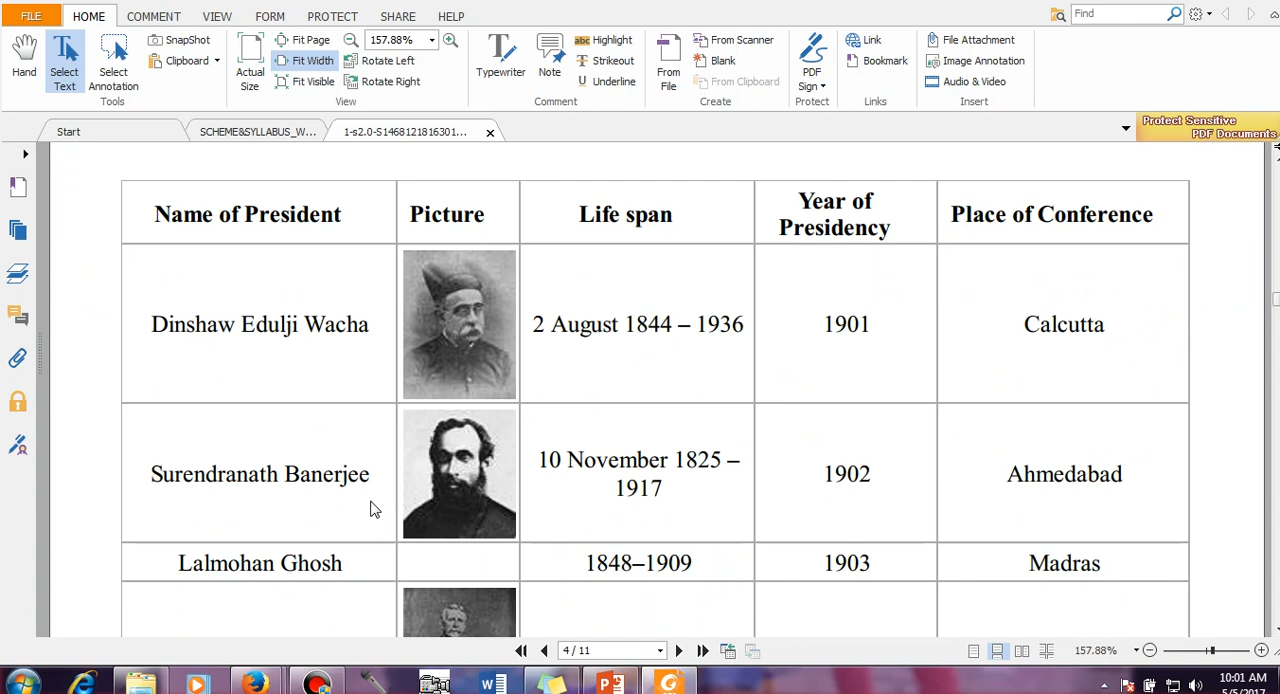 FILE HOME COMMENT VIEW FORM PROTECT SHARE HELP Find
SnapShot Fit Page 157.88% Highlight From Scanner Link File Attachment
Clipboard Fit Width Rotate Left Strikeout Blank Bookmark Image Annotation
Hand Select Text Select Annotation Actual Size Fit Visible Rotate Right Typewriter Note Underline From File From Clipboard PDF Sign Audio & Video
Tools View Comment Create Protect Links Insert
Start SCHEME&SYLLABUS_W... 1-s2.0-S1468121816301... Protect Sensitive
PDF Documents
Name of President Picture Life span Year of Presidency Place of Conference
Dinshaw Edulji Wacha 2 August 1844 – 1936 1901 Calcutta
Surendranath Banerjee 10 November 1825 – 1917 1902 Ahmedabad
Lalmohan Ghosh 1848–1909 1903 Madras
4 / 11 157.88%
10:01 AM
5/5/2017